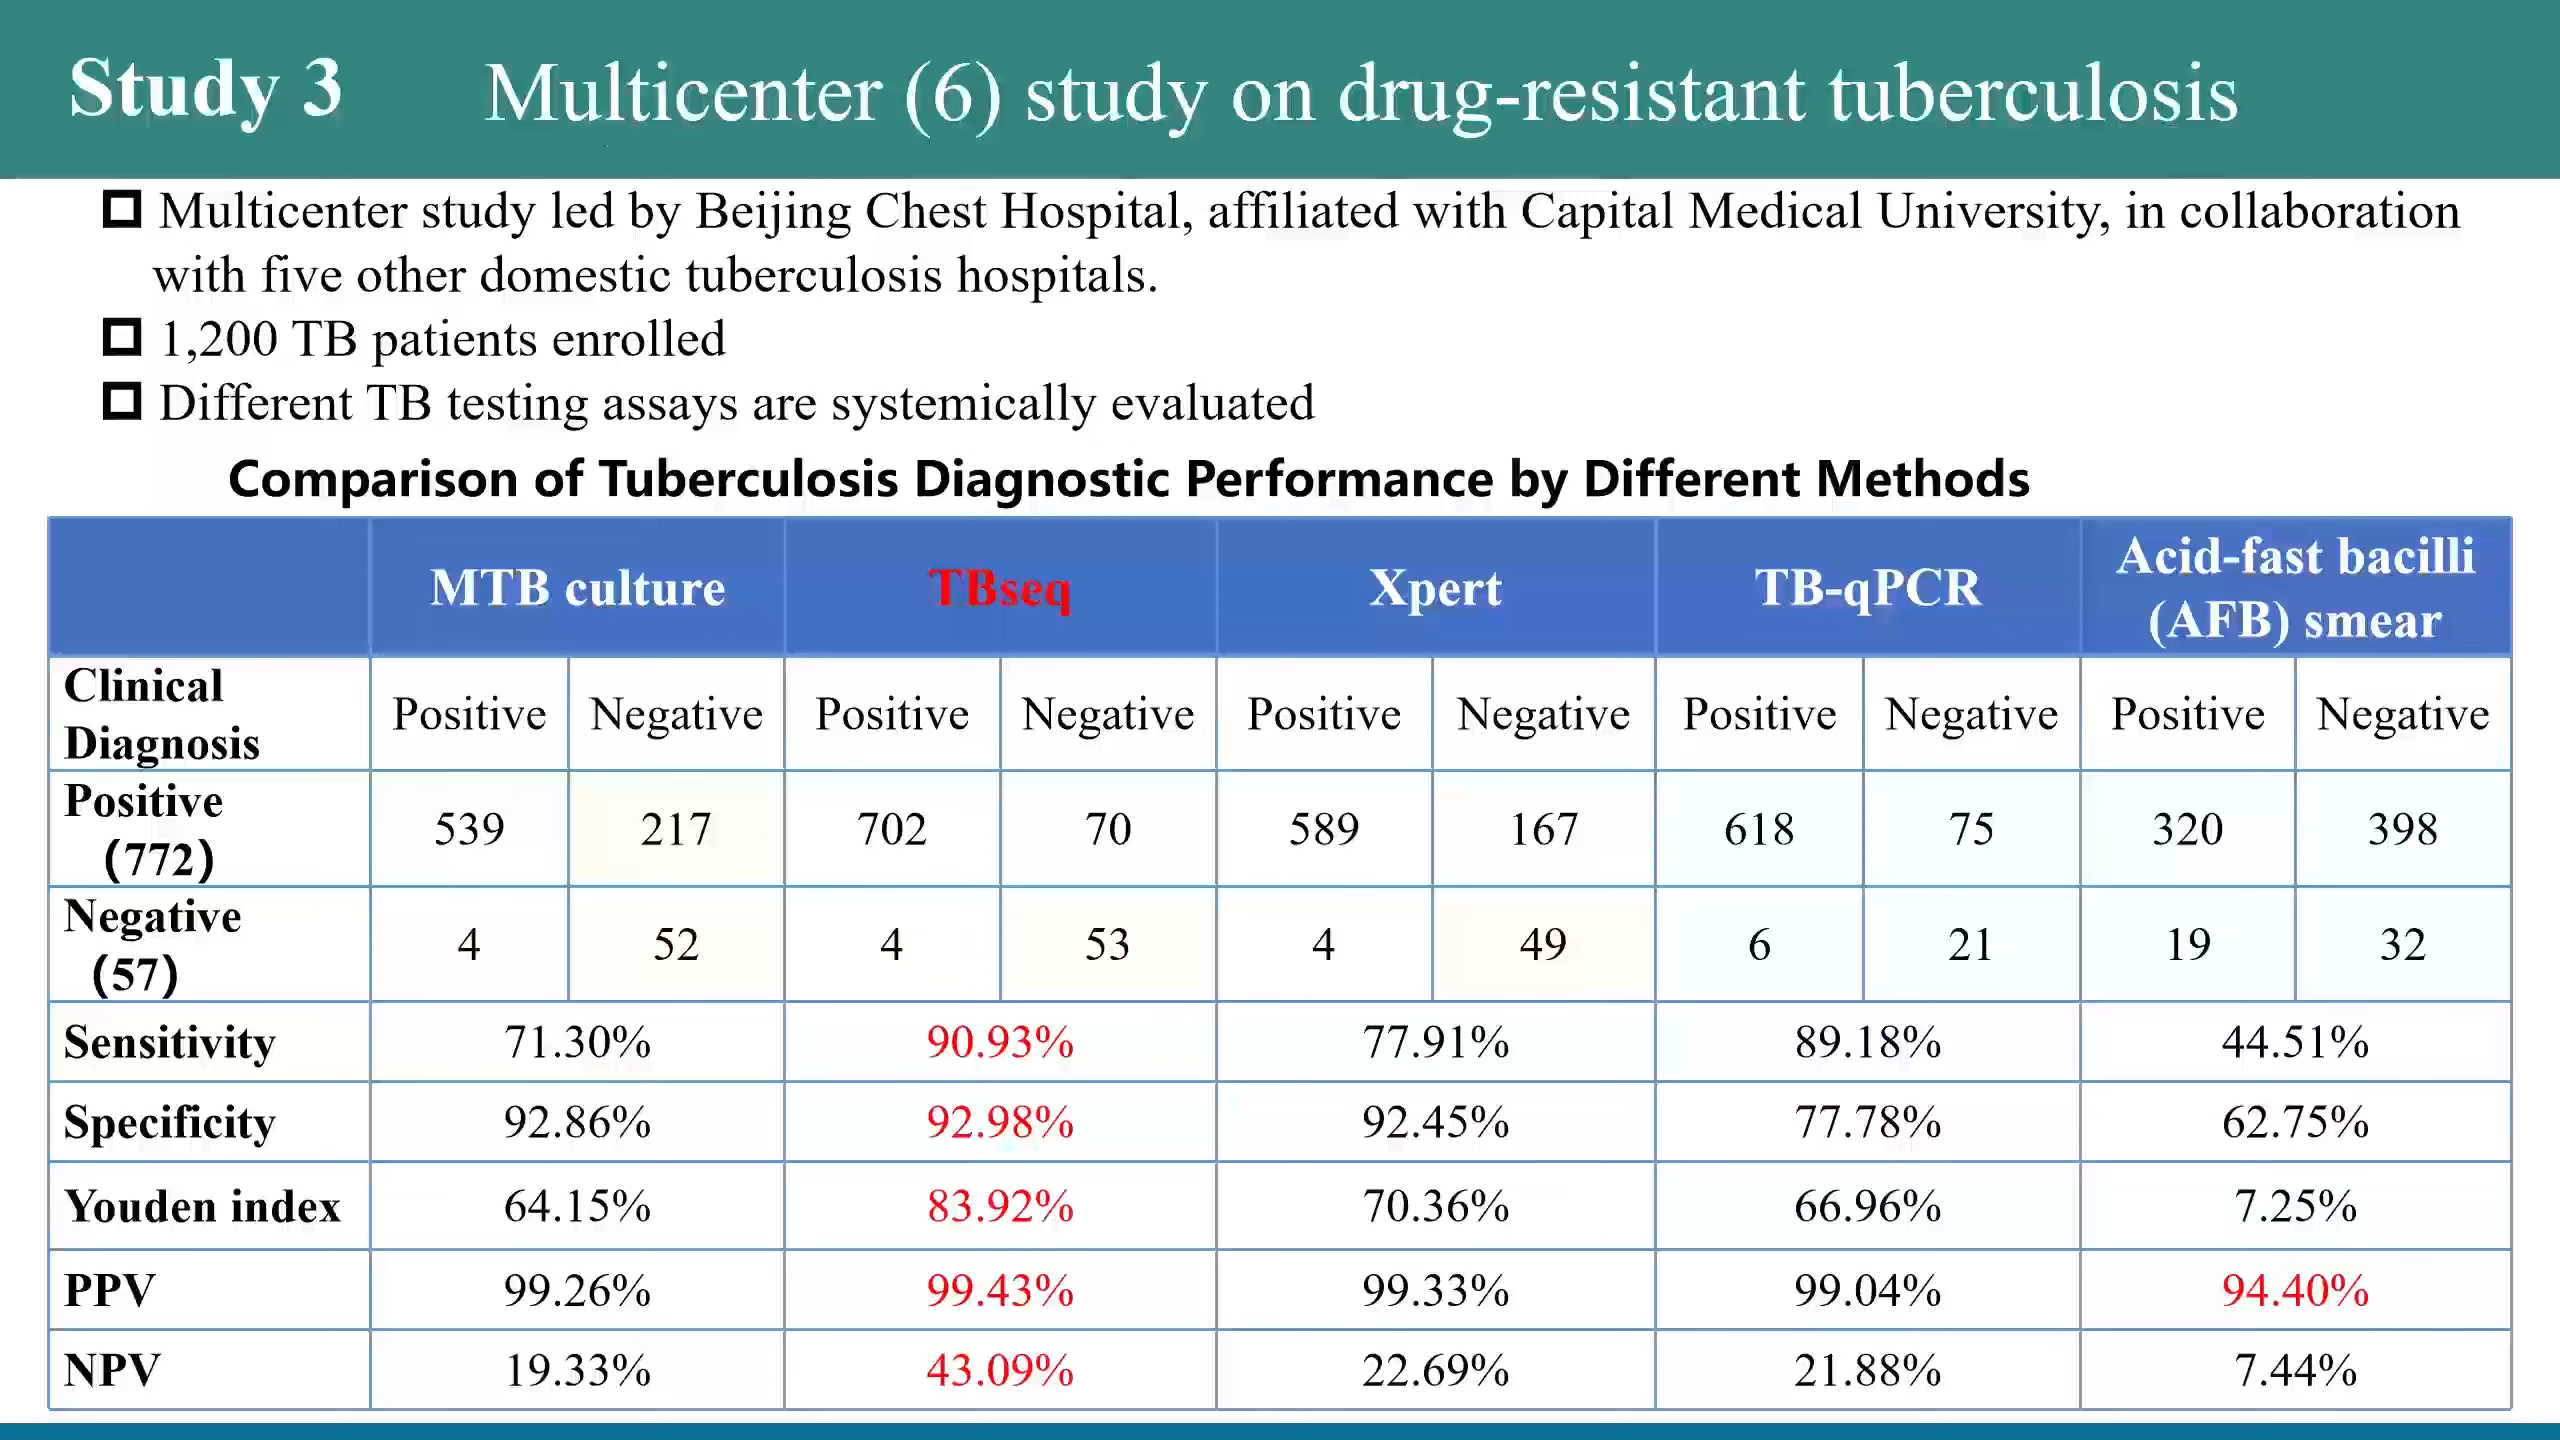 Study 3 Multicenter (6) study on drug-resistant tuberculosis
Multicenter study led by Beijing Chest Hospital, affiliated with Capital Medical University, in collaboration
with five other domestic tuberculosis hospitals.
1,200 TB patients enrolled
Different TB testing assays are systemically evaluated
Comparison of Tuberculosis Diagnostic Performance by Different Methods
MTB culture TBseq Xpert TB-qPCR Acid-fast bacilli
(AFB) smear
Clinical
Diagnosis Positive Negative Positive Negative Positive Negative Positive Negative Positive Negative
Positive
(772) 539 217 702 70 589 167 618 75 320 398
Negative
(57) 4 52 4 53 4 49 6 21 19 32
Sensitivity 71.30% 90.93% 77.91% 89.18% 44.51%
Specificity 92.86% 92.98% 92.45% 77.78% 62.75%
Youden index 64.15% 83.92% 70.36% 66.96% 7.25%
PPV 99.26% 99.43% 99.33% 99.04% 94.40%
NPV 19.33% 43.09% 22.69% 21.88% 7.44%